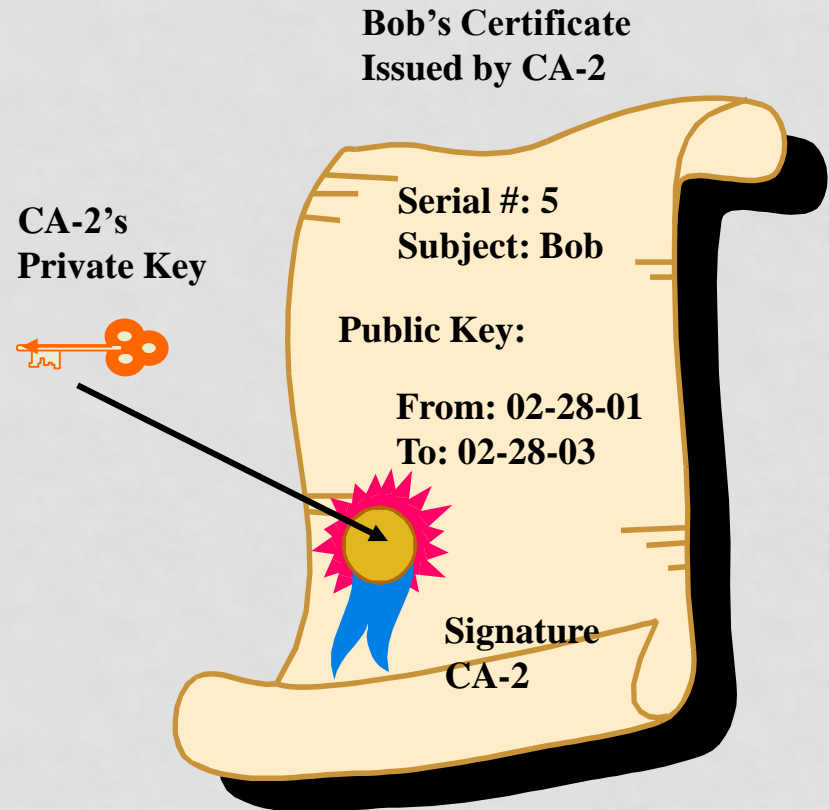 Bob’s Certificate
Issued by CA-2
Serial #: 5
Subject: Bob
CA-2’s
Private Key
Public Key:
From: 02-28-01
To: 02-28-03
Signature
CA-2